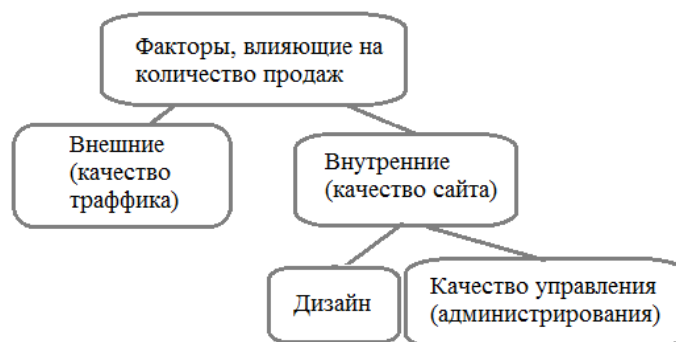 Факторы, влияющие на
количество продаж
Внешние
(качество
траффика)
Внутренние
(качество сайта)
Дизайн
Качество управления
(администрирования)